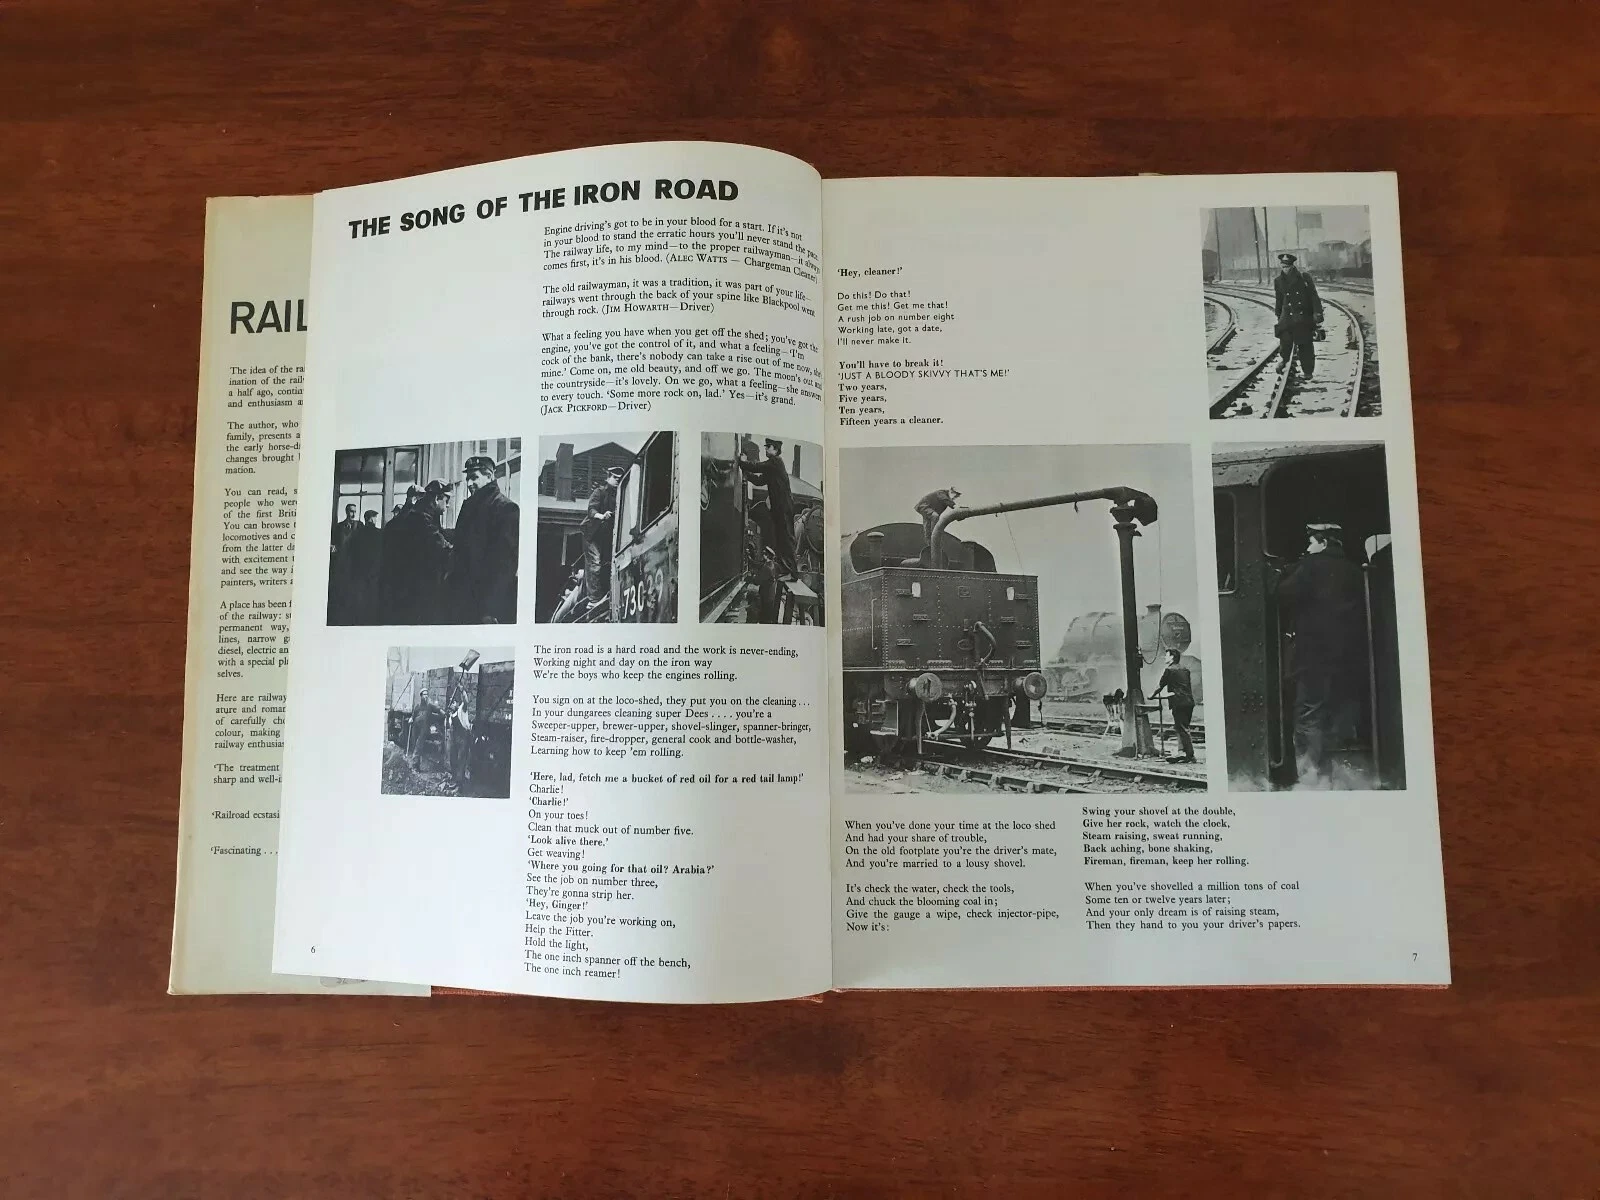 RAIL
The idea of the ra
ination of the rail
a half ago, contin
and enthusiasm a
The author, who
family, presents a
the early horse-d
changes brought
mation.
You can read, s
people who were
of the first Briti
You can browse t
locomotives and c
from the latter da
with excitement t
and see the way i
painters, writers a
A place has been f
of the railway: s
permanent way,
lines, narrow g
diesel, electric an
with a special pl
selves.
Here are railway
ature and roman
of carefully cho
colour, making
railway enthusias
'The treatment
sharp and well-i
'Railroad ecstasi
'Fascinating . . .
THE SONG OF THE IRON ROAD
Engine driving's got to be in your blood for a start. If it's not
in your blood to stand the erratic hours you'll never stand the pace.
The railway life, to my mind—to the proper railwayman—it always
comes first, it's in his blood. (ALEC WATTS — Chargeman Cleaner)
The old railwayman, it was a tradition, it was part of your life—
railways went through the back of your spine like Blackpool went
through rock. (JIM HOWARTH—Driver)
What a feeling you have when you get off the shed; you've got the
engine, you've got the control of it, and what a feeling—'I'm
cock of the bank, there's nobody can take a rise out of me now, she's
mine.' Come on, me old beauty, and off we go. The moon's out and
the countryside—it's lovely. On we go, what a feeling—she answers
to every touch. 'Some more rock on, lad.' Yes—it's grand.
(JACK PICKFORD—Driver)
The iron road is a hard road and the work is never-ending,
Working night and day on the iron way
We're the boys who keep the engines rolling.
You sign on at the loco-shed, they put you on the cleaning...
In your dungarees cleaning super Dees .... you're a
Sweeper-upper, brewer-upper, shovel-slinger, spanner-bringer,
Steam-raiser, fire-dropper, general cook and bottle-washer,
Learning how to keep 'em rolling.
'Here, lad, fetch me a bucket of red oil for a red tail lamp!'
Charlie!
'Charlie!'
On your toes!
Clean that muck out of number five.
'Look alive there.'
Get weaving!
'Where you going for that oil? Arabia?'
See the job on number three,
They're gonna strip her.
'Hey, Ginger!'
Leave the job you're working on,
Help the Fitter.
Hold the light,
The one inch spanner off the bench,
The one inch reamer!
6
'Hey, cleaner!'
Do this! Do that!
Get me this! Get me that!
A rush job on number eight
Working late, got a date,
I'll never make it.
You'll have to break it!
'JUST A BLOODY SKIVVY THAT'S ME!'
Two years,
Five years,
Ten years,
Fifteen years a cleaner.
When you've done your time at the loco shed
And had your share of trouble,
On the old footplate you're the driver's mate,
And you're married to a lousy shovel.
It's check the water, check the tools,
And chuck the blooming coal in;
Give the gauge a wipe, check injector-pipe,
Now it's:
Swing your shovel at the double,
Give her rock, watch the clock,
Steam raising, sweat running,
Back aching, bone shaking,
Fireman, fireman, keep her rolling.
When you've shovelled a million tons of coal
Some ten or twelve years later;
And your only dream is of raising steam,
Then they hand to you your driver's papers.
7